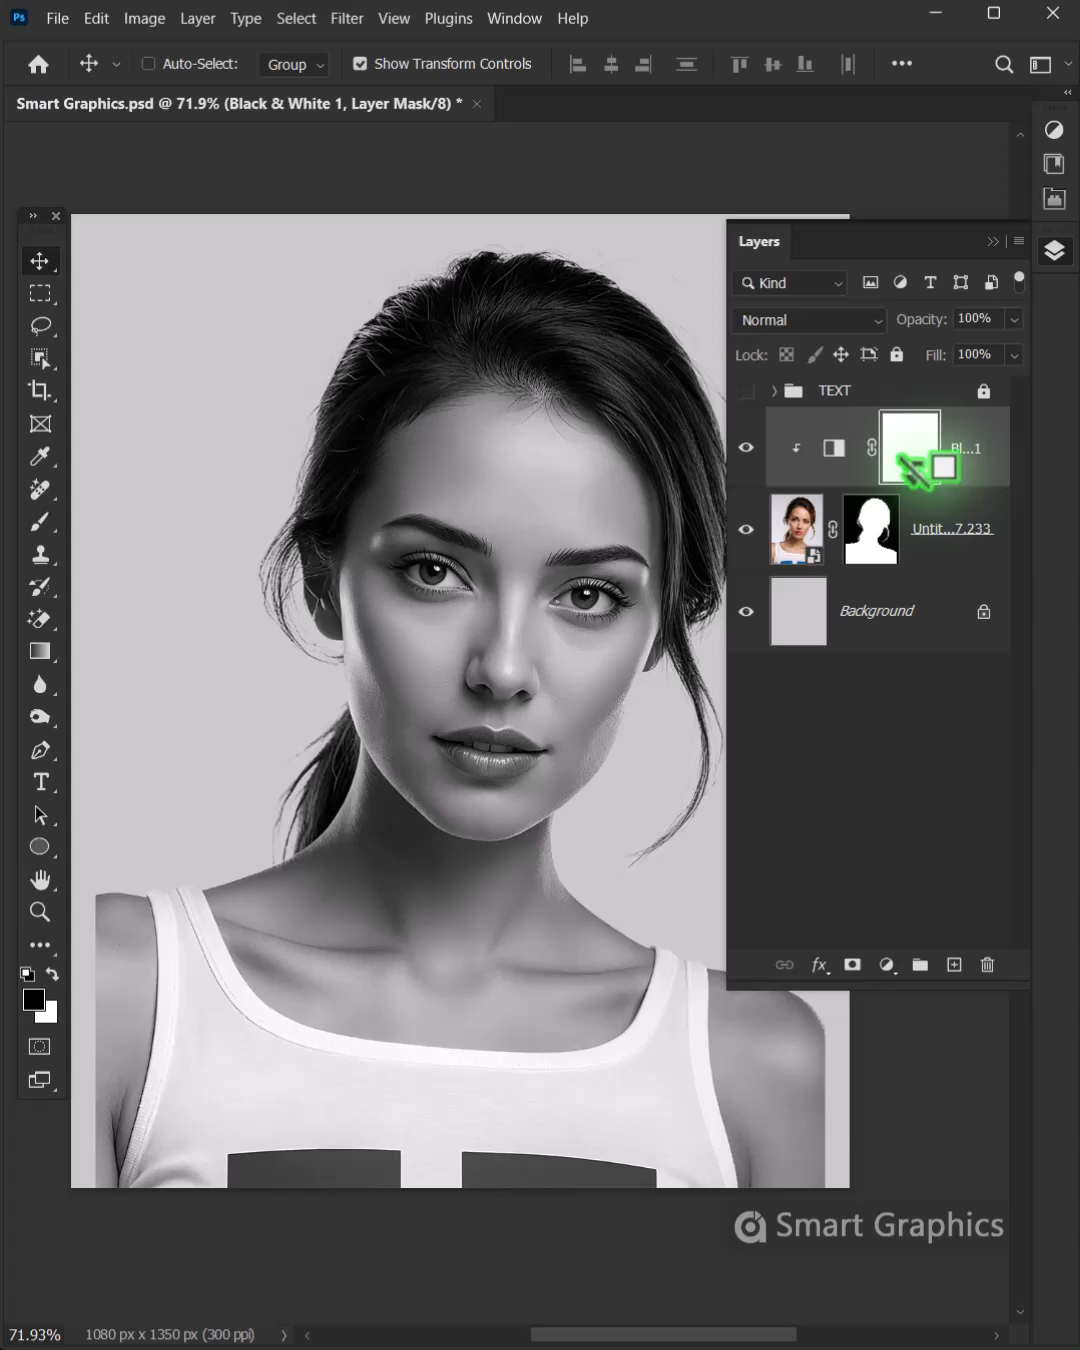 Ps File Edit Image Layer Type Select Filter View Plugins Window Help
Auto-Select: Group Show Transform Controls
Smart Graphics.psd @ 71.9% (Black & White 1, Layer Mask/8) *
Layers
Kind
Normal Opacity: 100%
Lock: Fill: 100%
TEXT
Bl...1
Untit...7.233
Background
fx
Smart Graphics
71.93% 1080 px x 1350 px (300 ppi)